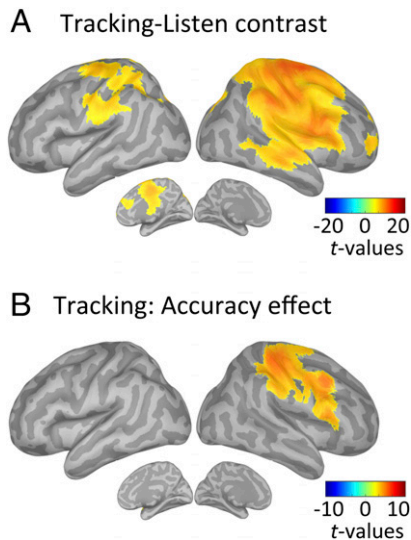 A Tracking-Listen contrast
-20 0 20
t-values
B Tracking: Accuracy effect
-10 0 10
t-values